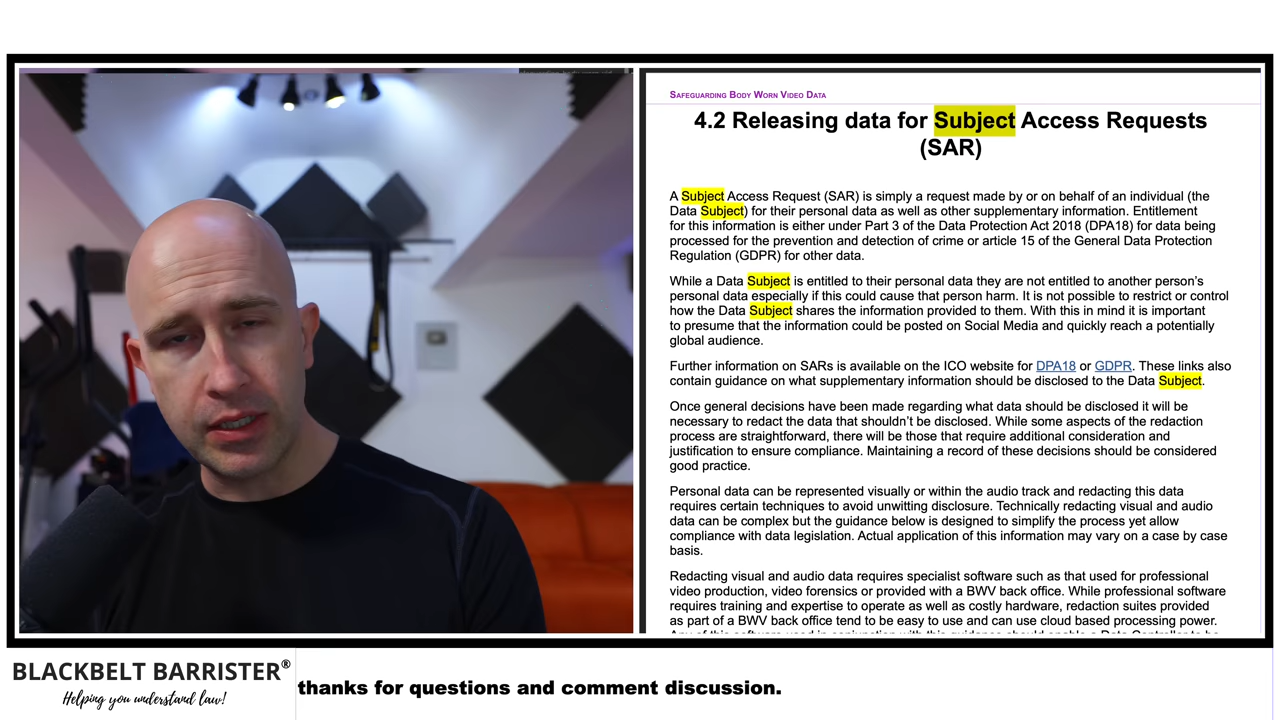 Safeguarding Body Worn Video Data
4.2 Releasing data for Subject Access Requests
(SAR)
A Subject Access Request (SAR) is simply a request made by or on behalf of an individual (the
Data Subject) for their personal data as well as other supplementary information. Entitlement
for this information is either under Part 3 of the Data Protection Act 2018 (DPA18) for data being
processed for the prevention and detection of crime or article 15 of the General Data Protection
Regulation (GDPR) for other data.
While a Data Subject is entitled to their personal data they are not entitled to another person's
personal data especially if this could cause that person harm. It is not possible to restrict or control
how the Data Subject shares the information provided to them. With this in mind it is important
to presume that the information could be posted on Social Media and quickly reach a potentially
global audience.
Further information on SARs is available on the ICO website for DPA18 or GDPR. These links also
contain guidance on what supplementary information should be disclosed to the Data Subject.
Once general decisions have been made regarding what data should be disclosed it will be
necessary to redact the data that shouldn't be disclosed. While some aspects of the redaction
process are straightforward, there will be those that require additional consideration and
justification to ensure compliance. Maintaining a record of these decisions should be considered
good practice.
Personal data can be represented visually or within the audio track and redacting this data
requires certain techniques to avoid unwitting disclosure. Technically redacting visual and audio
data can be complex but the guidance below is designed to simplify the process yet allow
compliance with data legislation. Actual application of this information may vary on a case by case
basis.
Redacting visual and audio data requires specialist software such as that used for professional
video production, video forensics or provided with a BWV back office. While professional software
requires training and expertise to operate as well as costly hardware, redaction suites provided
as part of a BWV back office tend to be easy to use and can use cloud based processing power.
BLACKBELT BARRISTER®
Helping you understand law!
thanks for questions and comment discussion.